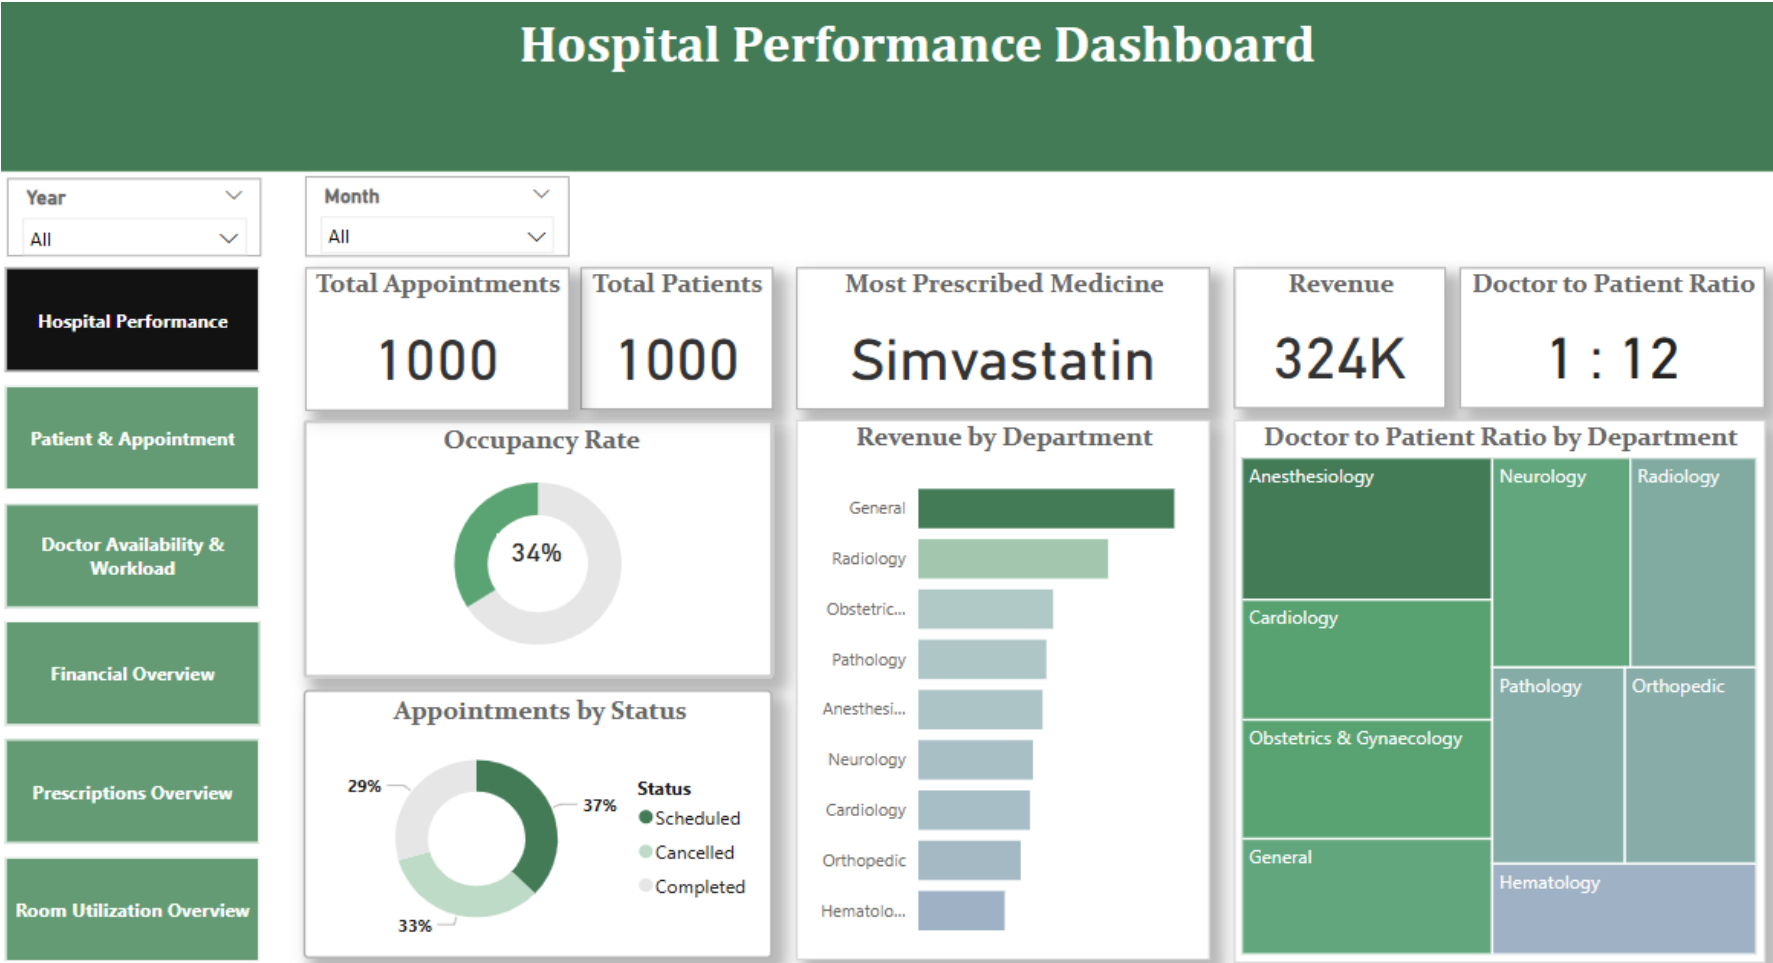 Hospital Performance Dashboard
Year
All
Month
All
Hospital Performance
Patient & Appointment
Doctor Availability &
Workload
Financial Overview
Prescriptions Overview
Room Utilization Overview
Total Appointments
1000
Total Patients
1000
Most Prescribed Medicine
Simvastatin
Revenue
324K
Doctor to Patient Ratio
1 : 12
Occupancy Rate
34%
Appointments by Status
29%
37%
33%
Status
Scheduled
Cancelled
Completed
Revenue by Department
General
Radiology
Obstetric...
Pathology
Anesthesi...
Neurology
Cardiology
Orthopedic
Hematolo...
Doctor to Patient Ratio by Department
Anesthesiology
Cardiology
Obstetrics & Gynaecology
General
Neurology
Radiology
Pathology
Orthopedic
Hematology